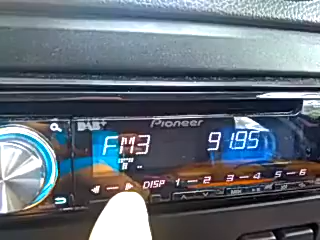 Pioneer
DAB+
FM3 91.95
DISP 1 – 2 – 3 – 4 – 5 – 6